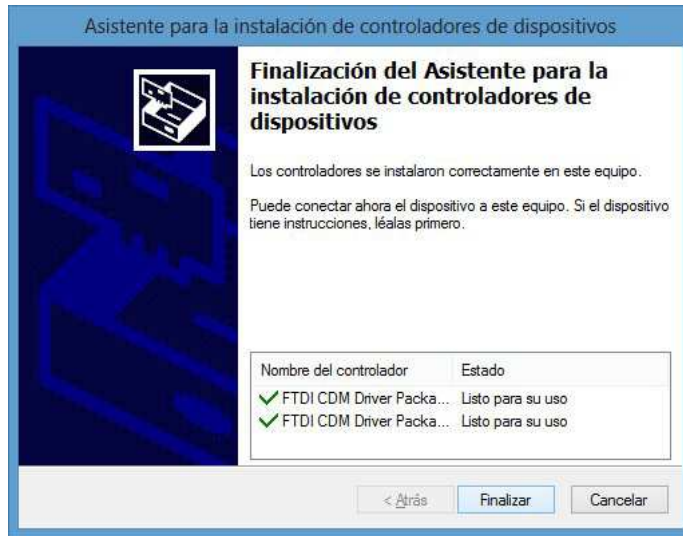 Asistente para la instalación de controladores de dispositivos
Finalización del Asistente para la
instalación de controladores de
dispositivos
Los controladores se instalaron correctamente en este equipo.
Puede conectar ahora el dispositivo a este equipo. Si el dispositivo
tiene instrucciones, léalas primero.
Nombre del controlador Estado
FTDI CDM Driver Packa... Listo para su uso
FTDI CDM Driver Packa... Listo para su uso
< Atrás Finalizar Cancelar